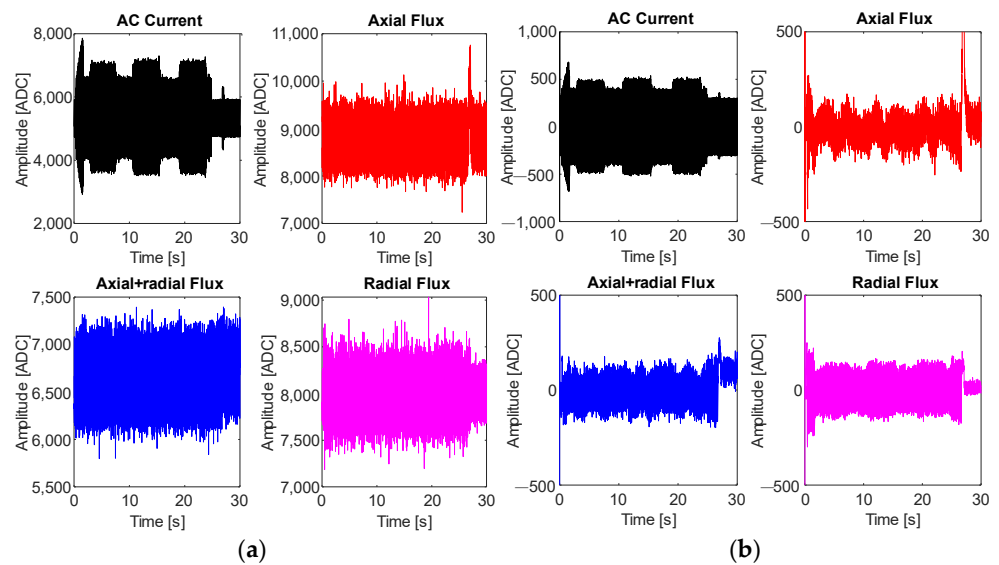 AC Current
Amplitude [ADC]
8,000
6,000
4,000
2,000
0 10 20 30
Time [s]
Axial Flux
Amplitude [ADC]
11,000
10,000
9,000
8,000
7,000
0 10 20 30
Time [s]
Axial+radial Flux
Amplitude [ADC]
7,500
7,000
6,500
6,000
5,500
0 10 20 30
Time [s]
Radial Flux
Amplitude [ADC]
9,000
8,500
8,000
7,500
7,000
0 10 20 30
Time [s]
(a)
AC Current
Amplitude [ADC]
1,000
500
0
—500
—1,000
0 10 20 30
Time [s]
Axial Flux
Amplitude [ADC]
500
0
—500
0 10 20 30
Time [s]
Axial+radial Flux
Amplitude [ADC]
500
0
—500
0 10 20 30
Time [s]
Radial Flux
Amplitude [ADC]
500
0
—500
0 10 20 30
Time [s]
(b)